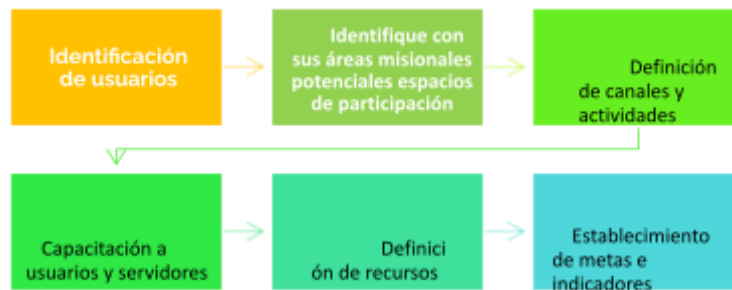 Identificación
de usuarios
Identifique con
sus áreas misionales
potenciales espacios
de participación
Definición
de canales y
actividades
Capacitación a
usuarios y servidores
Definici
ón de recursos
Establecimiento
de metas e
indicadores